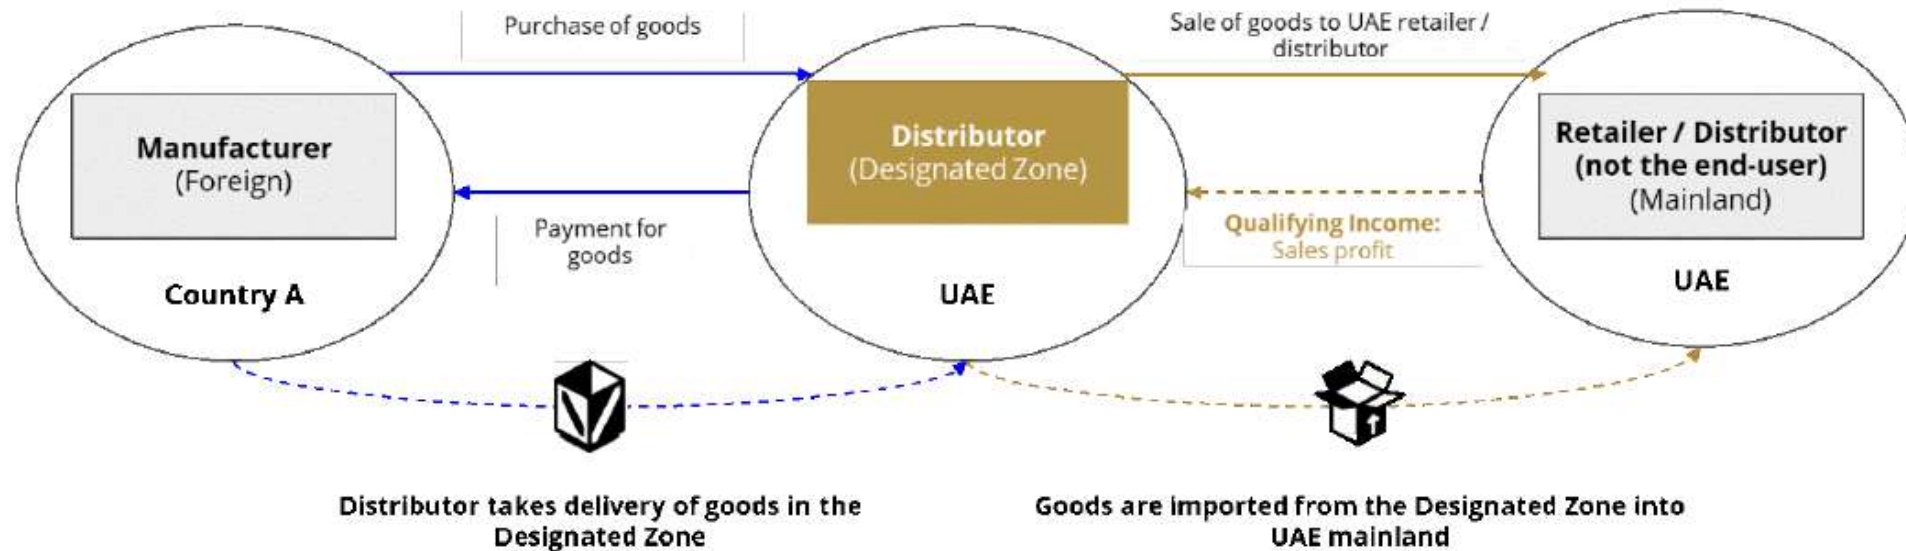 Purchase of goods
Sale of goods to UAE retailer /
distributor
Manufacturer
(Foreign)
Distributor
(Designated Zone)
Retailer / Distributor
(not the end-user)
(Mainland)
Payment for
goods
Qualifying Income:
Sales profit
Country A
UAE
UAE
Distributor takes delivery of goods in the
Designated Zone
Goods are imported from the Designated Zone into
UAE mainland